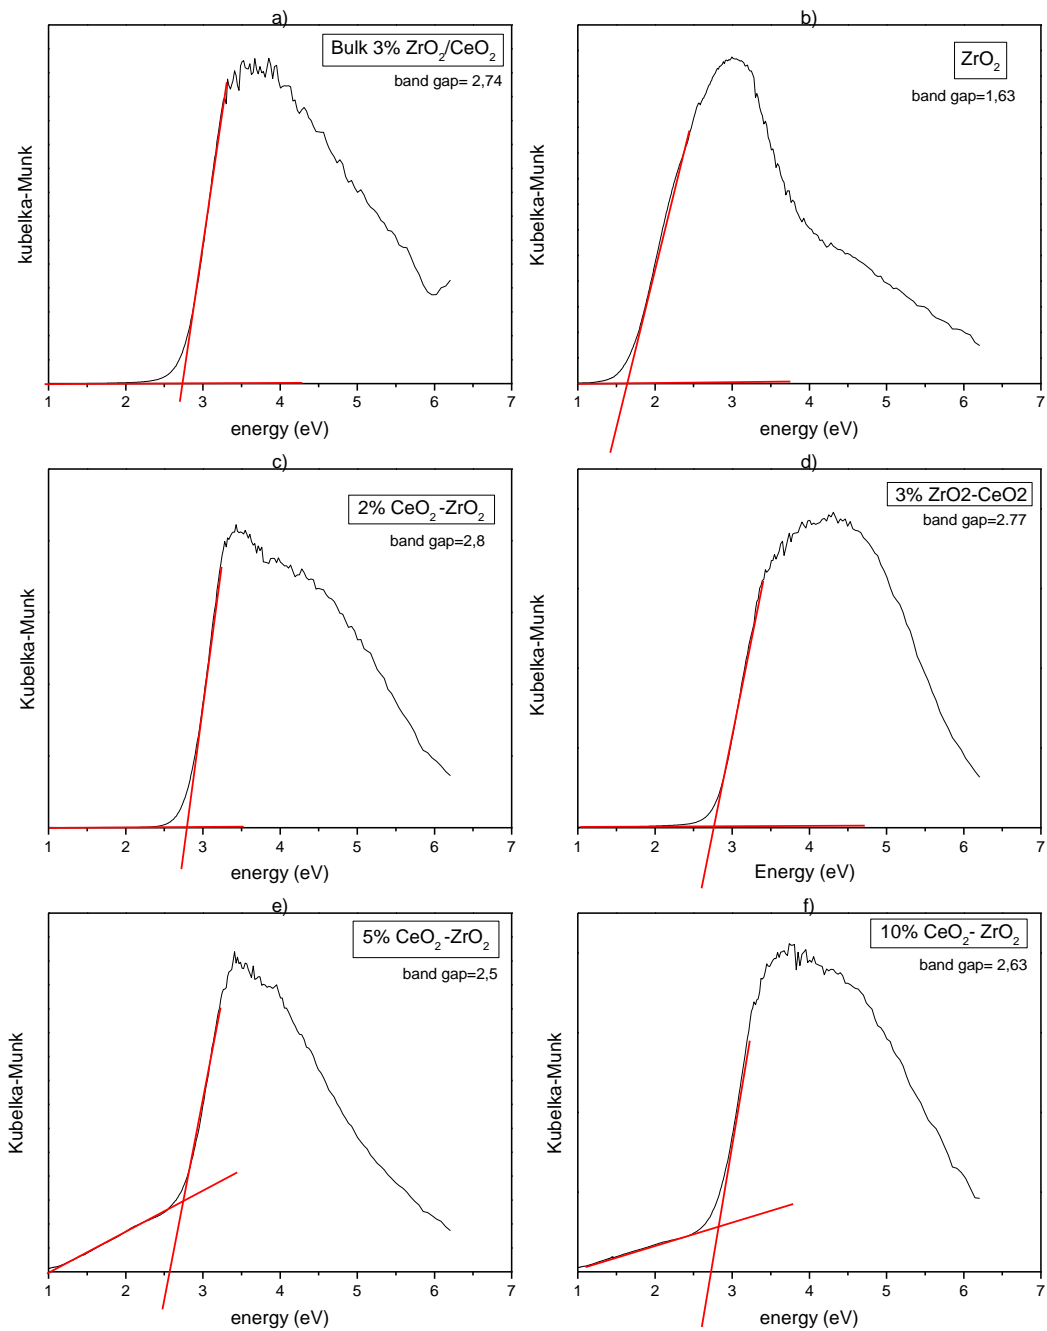 a)
Bulk 3% ZrO₂/CeO₂
band gap= 2,74
kubelka-Munk
1 2 3 4 5 6 7
energy (eV)
b)
ZrO₂
band gap=1,63
Kubelka-Munk
1 2 3 4 5 6 7
energy (eV)
c)
2% CeO₂-ZrO₂
band gap=2,8
Kubelka-Munk
1 2 3 4 5 6 7
energy (eV)
d)
3% ZrO2-CeO2
band gap=2.77
Kubelka-Munk
1 2 3 4 5 6 7
Energy (eV)
e)
5% CeO₂-ZrO₂
band gap=2,5
Kubelka-Munk
1 2 3 4 5 6 7
energy (eV)
f)
10% CeO₂- ZrO₂
band gap= 2,63
Kubelka-Munk
1 2 3 4 5 6 7
energy (eV)